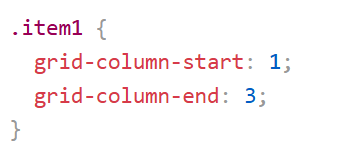 .item1 {
  grid-column-start: 1;
  grid-column-end: 3;
}